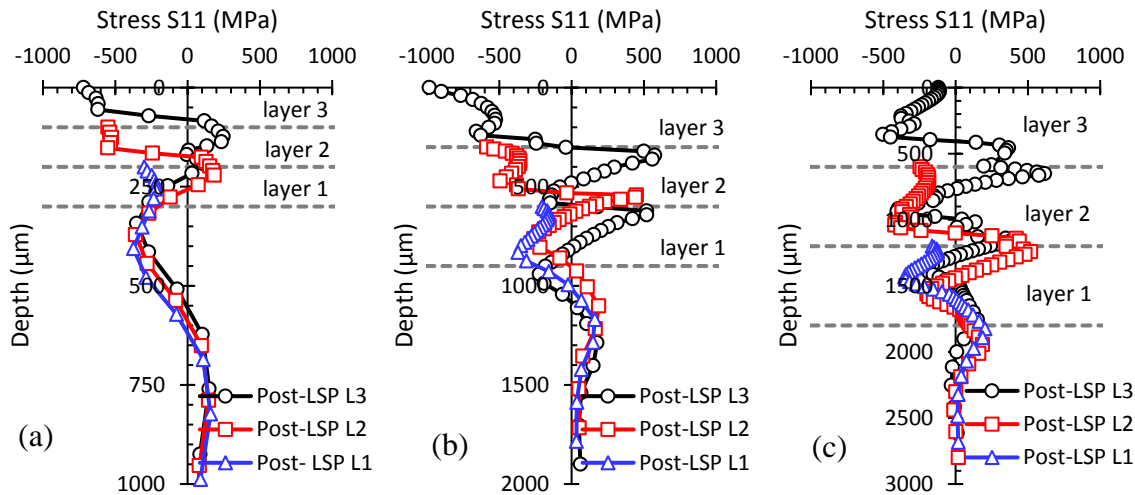 Stress S11 (MPa)
-1000 -500 0 500 1000
0
250
500
750
1000
Depth (μm)
layer 3
layer 2
layer 1
Post-LSP L3
Post-LSP L2
Post- LSP L1
(a)
Stress S11 (MPa)
-1000 -500 0 500 1000
0
500
1000
1500
2000
Depth (μm)
layer 3
layer 2
layer 1
Post-LSP L3
Post-LSP L2
Post-LSP L1
(b)
Stress S11 (MPa)
-1000 -500 0 500 1000
0
500
1000
1500
2000
2500
3000
Depth (μm)
layer 3
layer 2
layer 1
Post-LSP L3
Post-LSP L2
Post-LSP L1
(c)